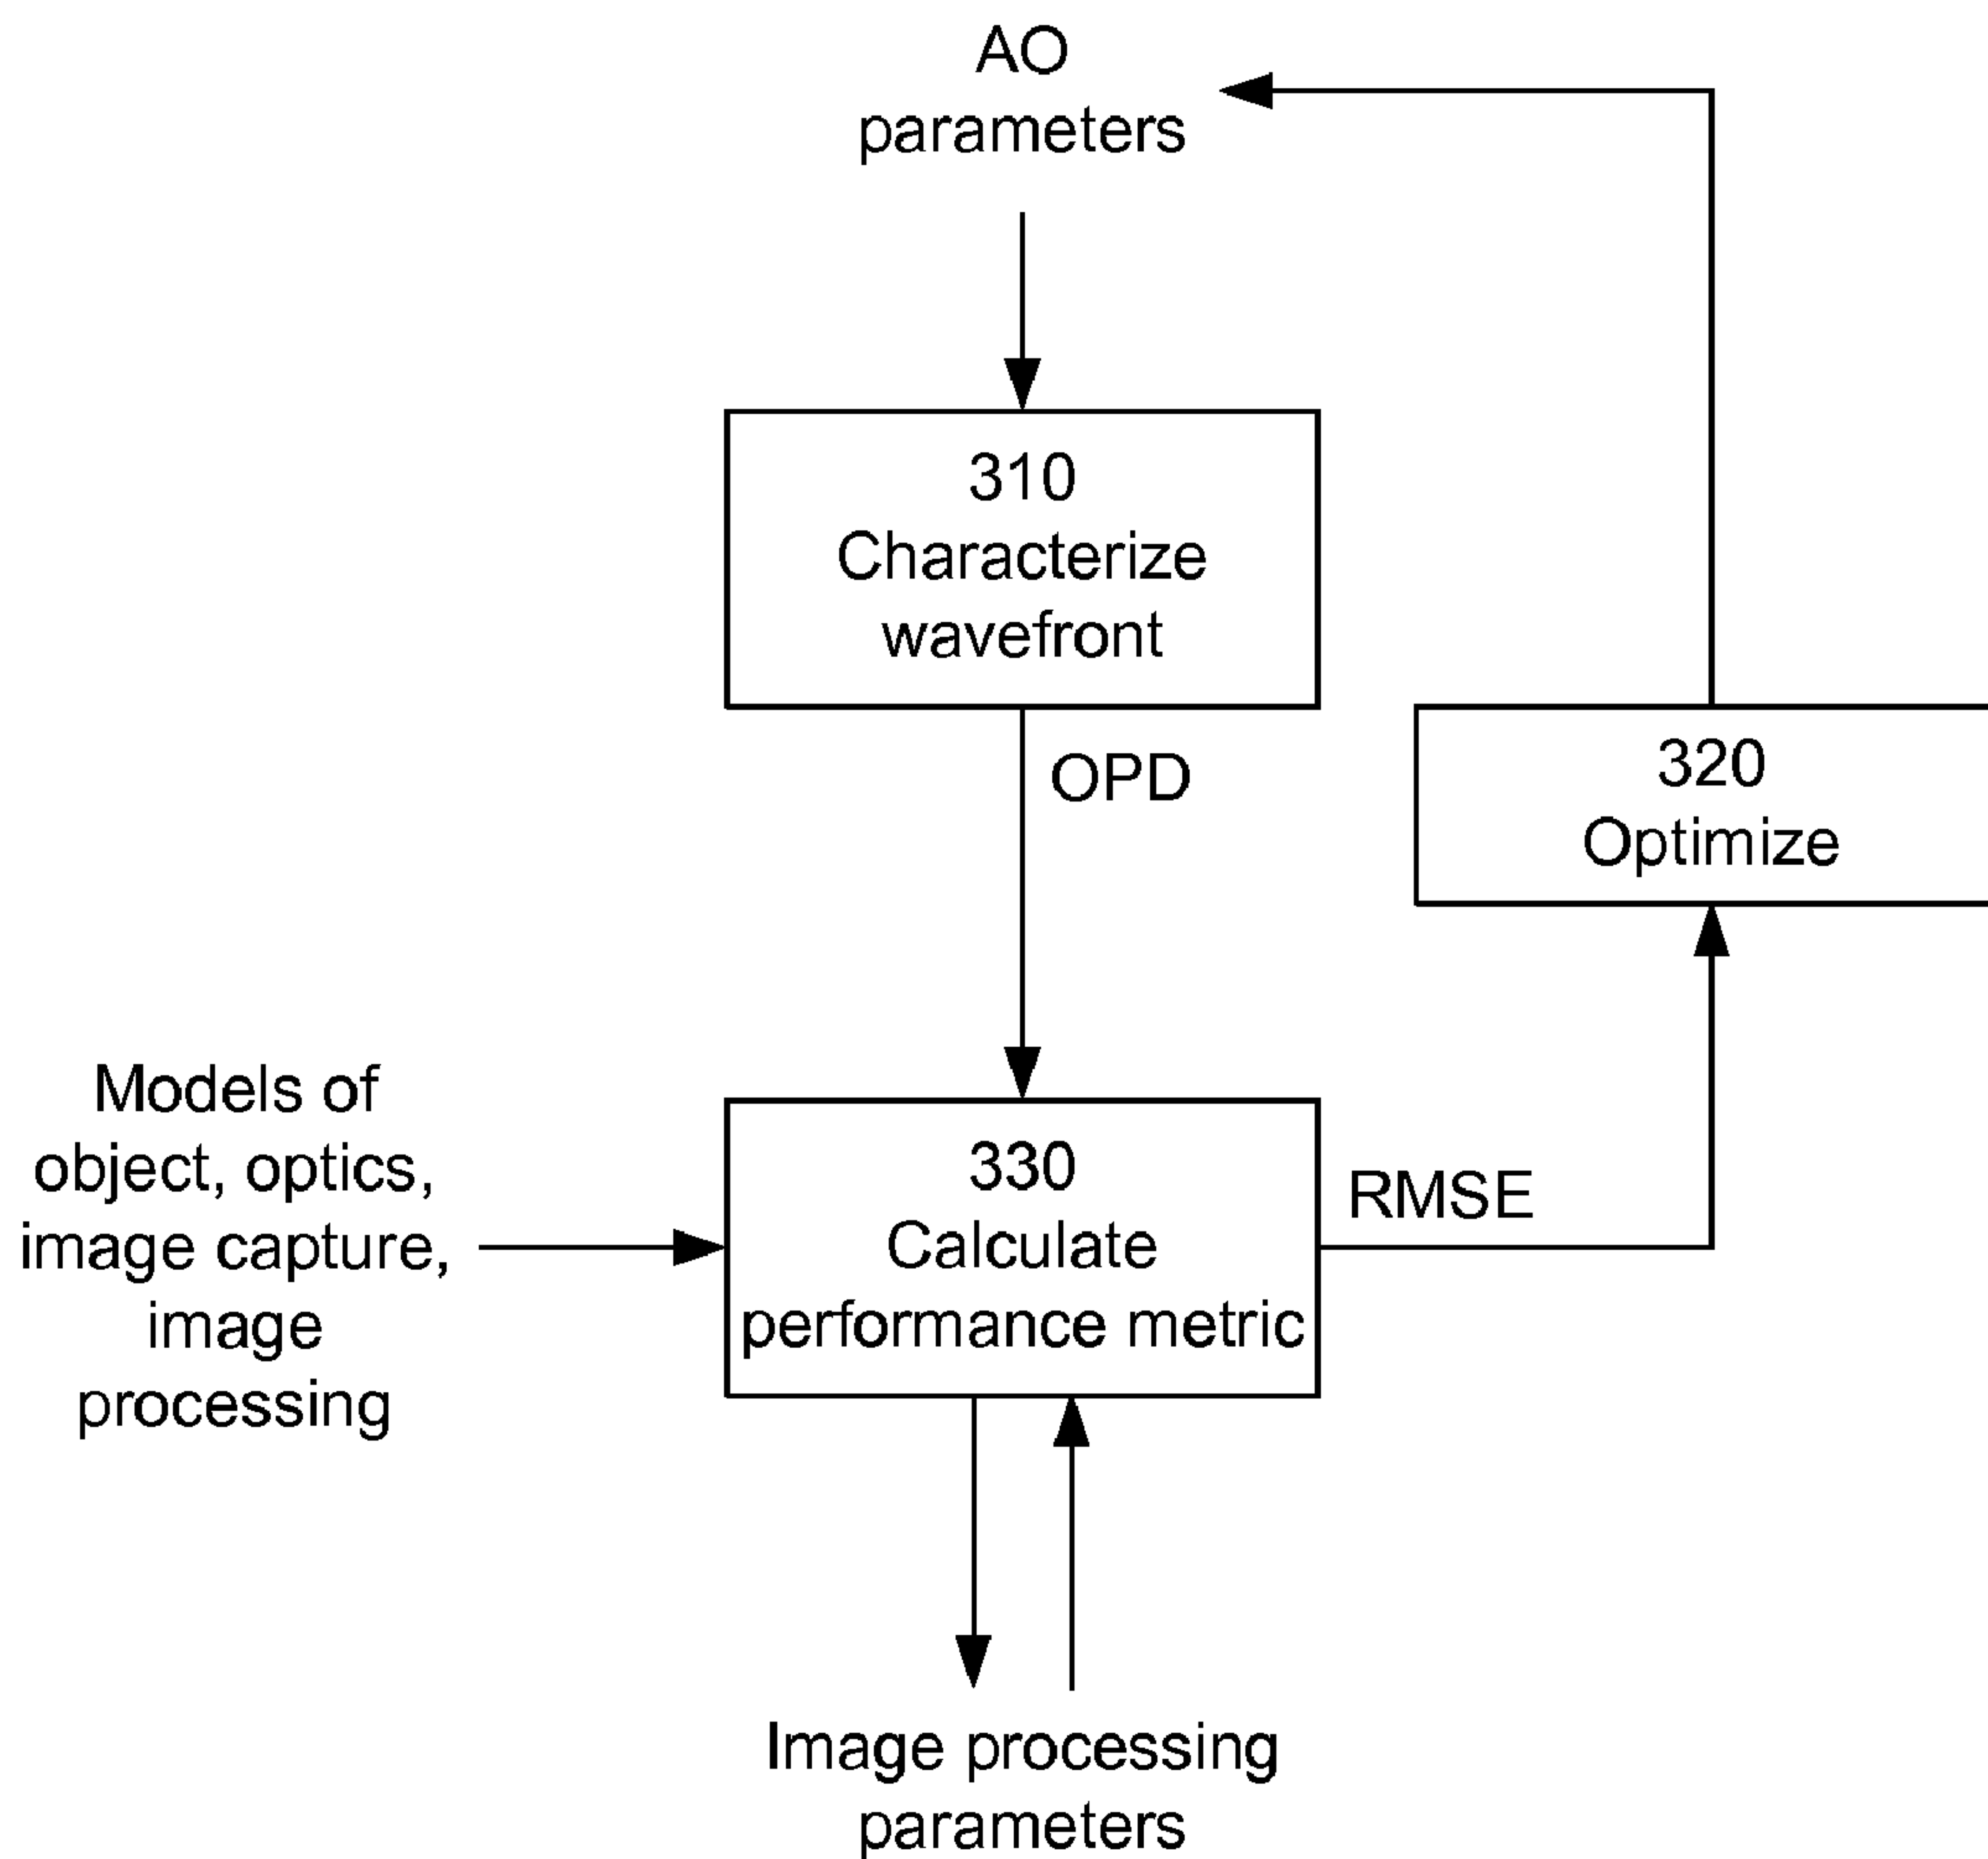 AO
parameters
310
Characterize
wavefront
OPD
320
Optimize
Models of
object, optics,
image capture,
image
processing
330
Calculate
performance metric
RMSE
Image processing
parameters